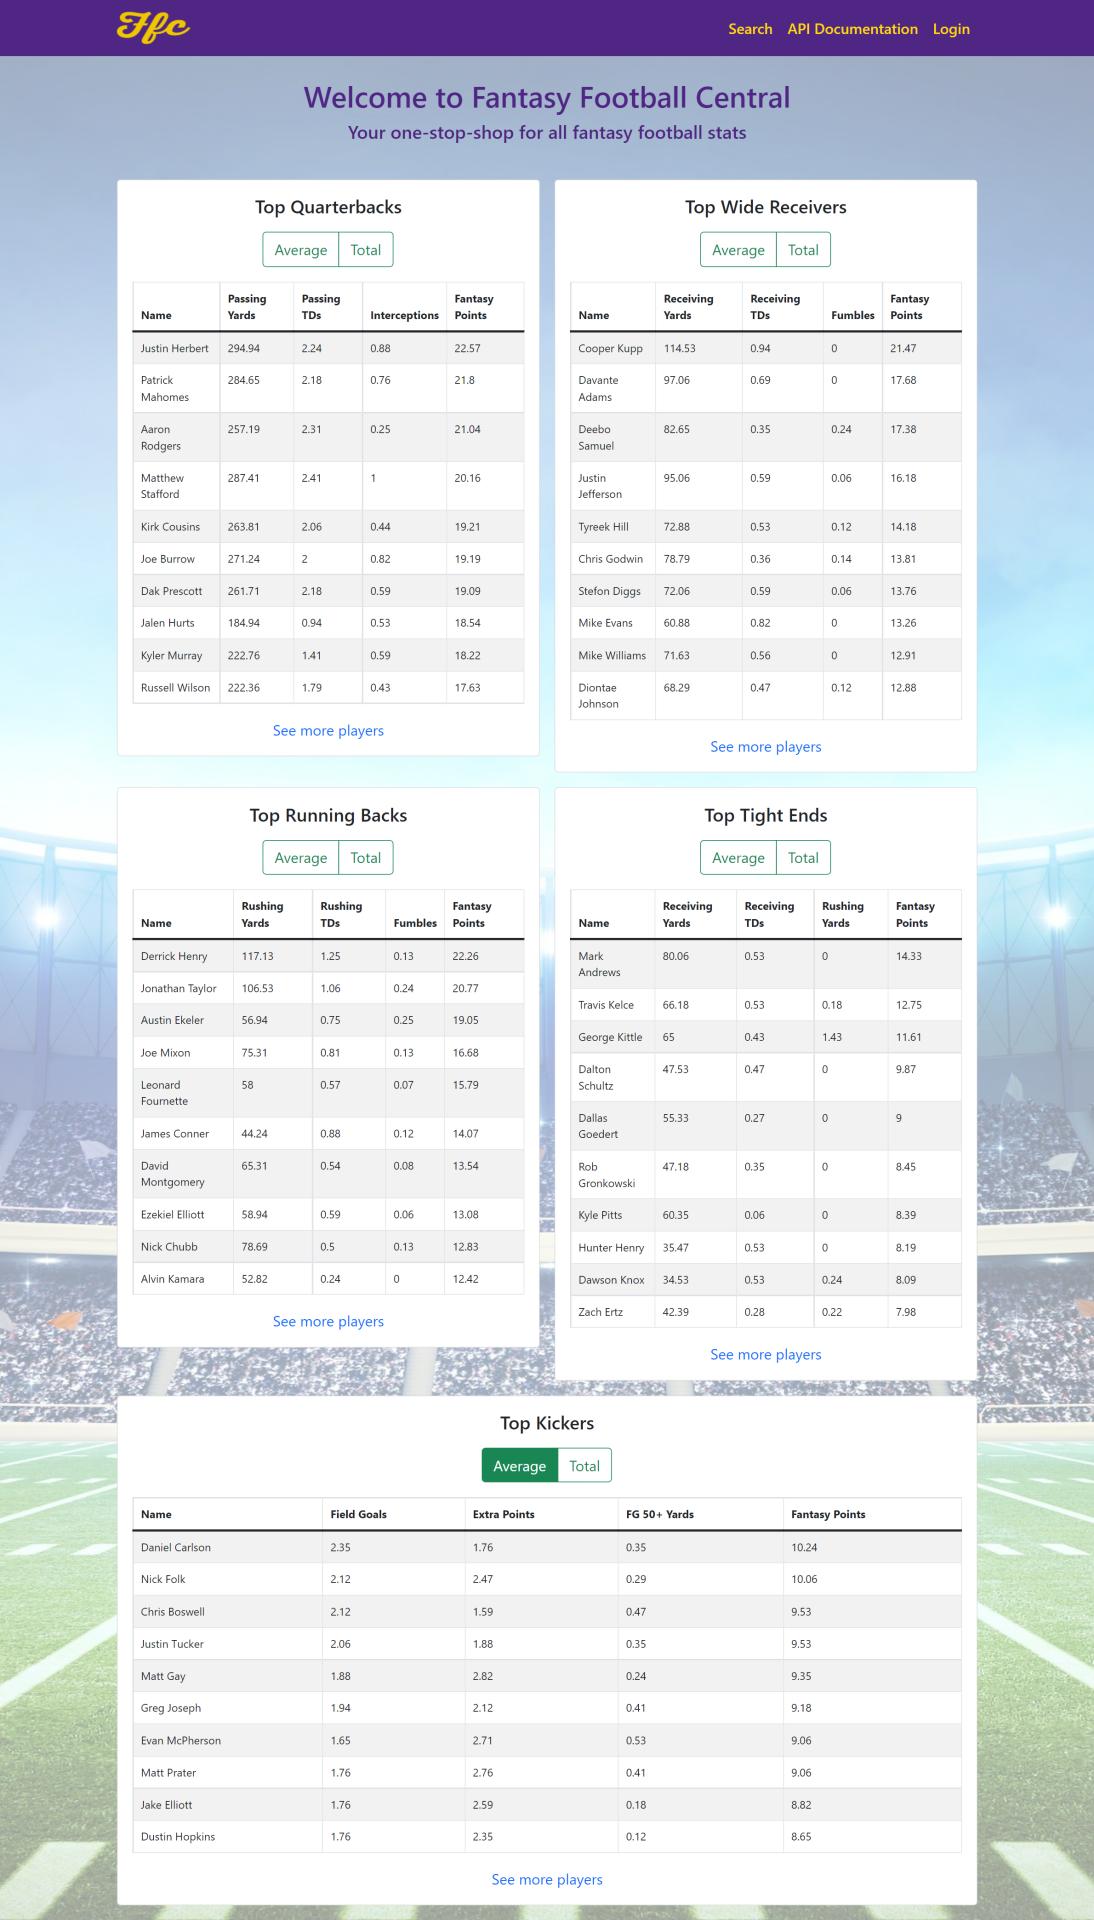 Ffc
Search API Documentation Login
Welcome to Fantasy Football Central
Your one-stop-shop for all fantasy football stats
Top Quarterbacks
Average Total
Name Passing Yards Passing TDs Interceptions Fantasy Points
Justin Herbert 294.94 2.24 0.88 22.57
Patrick Mahomes 284.65 2.18 0.76 21.8
Aaron Rodgers 257.19 2.31 0.25 21.04
Matthew Stafford 287.41 2.41 1 20.16
Kirk Cousins 263.81 2.06 0.44 19.21
Joe Burrow 271.24 2 0.82 19.19
Dak Prescott 261.71 2.18 0.59 19.09
Jalen Hurts 184.94 0.94 0.53 18.54
Kyler Murray 222.76 1.41 0.59 18.22
Russell Wilson 222.36 1.79 0.43 17.63
See more players
Top Wide Receivers
Average Total
Name Receiving Yards Receiving TDs Fumbles Fantasy Points
Cooper Kupp 114.53 0.94 0 21.47
Davante Adams 97.06 0.69 0 17.68
Deebo Samuel 82.65 0.35 0.24 17.38
Justin Jefferson 95.06 0.59 0.06 16.18
Tyreek Hill 72.88 0.53 0.12 14.18
Chris Godwin 78.79 0.36 0.14 13.81
Stefon Diggs 72.06 0.59 0.06 13.76
Mike Evans 60.88 0.82 0 13.26
Mike Williams 71.63 0.56 0 12.91
Diontae Johnson 68.29 0.47 0.12 12.88
See more players
Top Running Backs
Average Total
Name Rushing Yards Rushing TDs Fumbles Fantasy Points
Derrick Henry 117.13 1.25 0.13 22.26
Jonathan Taylor 106.53 1.06 0.24 20.77
Austin Ekeler 56.94 0.75 0.25 19.05
Joe Mixon 75.31 0.81 0.13 16.68
Leonard Fournette 58 0.57 0.07 15.79
James Conner 44.24 0.88 0.12 14.07
David Montgomery 65.31 0.54 0.08 13.54
Ezekiel Elliott 58.94 0.59 0.06 13.08
Nick Chubb 78.69 0.5 0.13 12.83
Alvin Kamara 52.82 0.24 0 12.42
See more players
Top Tight Ends
Average Total
Name Receiving Yards Receiving TDs Rushing Yards Fantasy Points
Mark Andrews 80.06 0.53 0 14.33
Travis Kelce 66.18 0.53 0.18 12.75
George Kittle 65 0.43 1.43 11.61
Dalton Schultz 47.53 0.47 0 9.87
Dallas Goedert 55.33 0.27 0 9
Rob Gronkowski 47.18 0.35 0 8.45
Kyle Pitts 60.35 0.06 0 8.39
Hunter Henry 35.47 0.53 0 8.19
Dawson Knox 34.53 0.53 0.24 8.09
Zach Ertz 42.39 0.28 0.22 7.98
See more players
Top Kickers
Average Total
Name Field Goals Extra Points FG 50+ Yards Fantasy Points
Daniel Carlson 2.35 1.76 0.35 10.24
Nick Folk 2.12 2.47 0.29 10.06
Chris Boswell 2.12 1.59 0.47 9.53
Justin Tucker 2.06 1.88 0.35 9.53
Matt Gay 1.88 2.82 0.24 9.35
Greg Joseph 1.94 2.12 0.41 9.18
Evan McPherson 1.65 2.71 0.53 9.06
Matt Prater 1.76 2.76 0.41 9.06
Jake Elliott 1.76 2.59 0.18 8.82
Dustin Hopkins 1.76 2.35 0.12 8.65
See more players